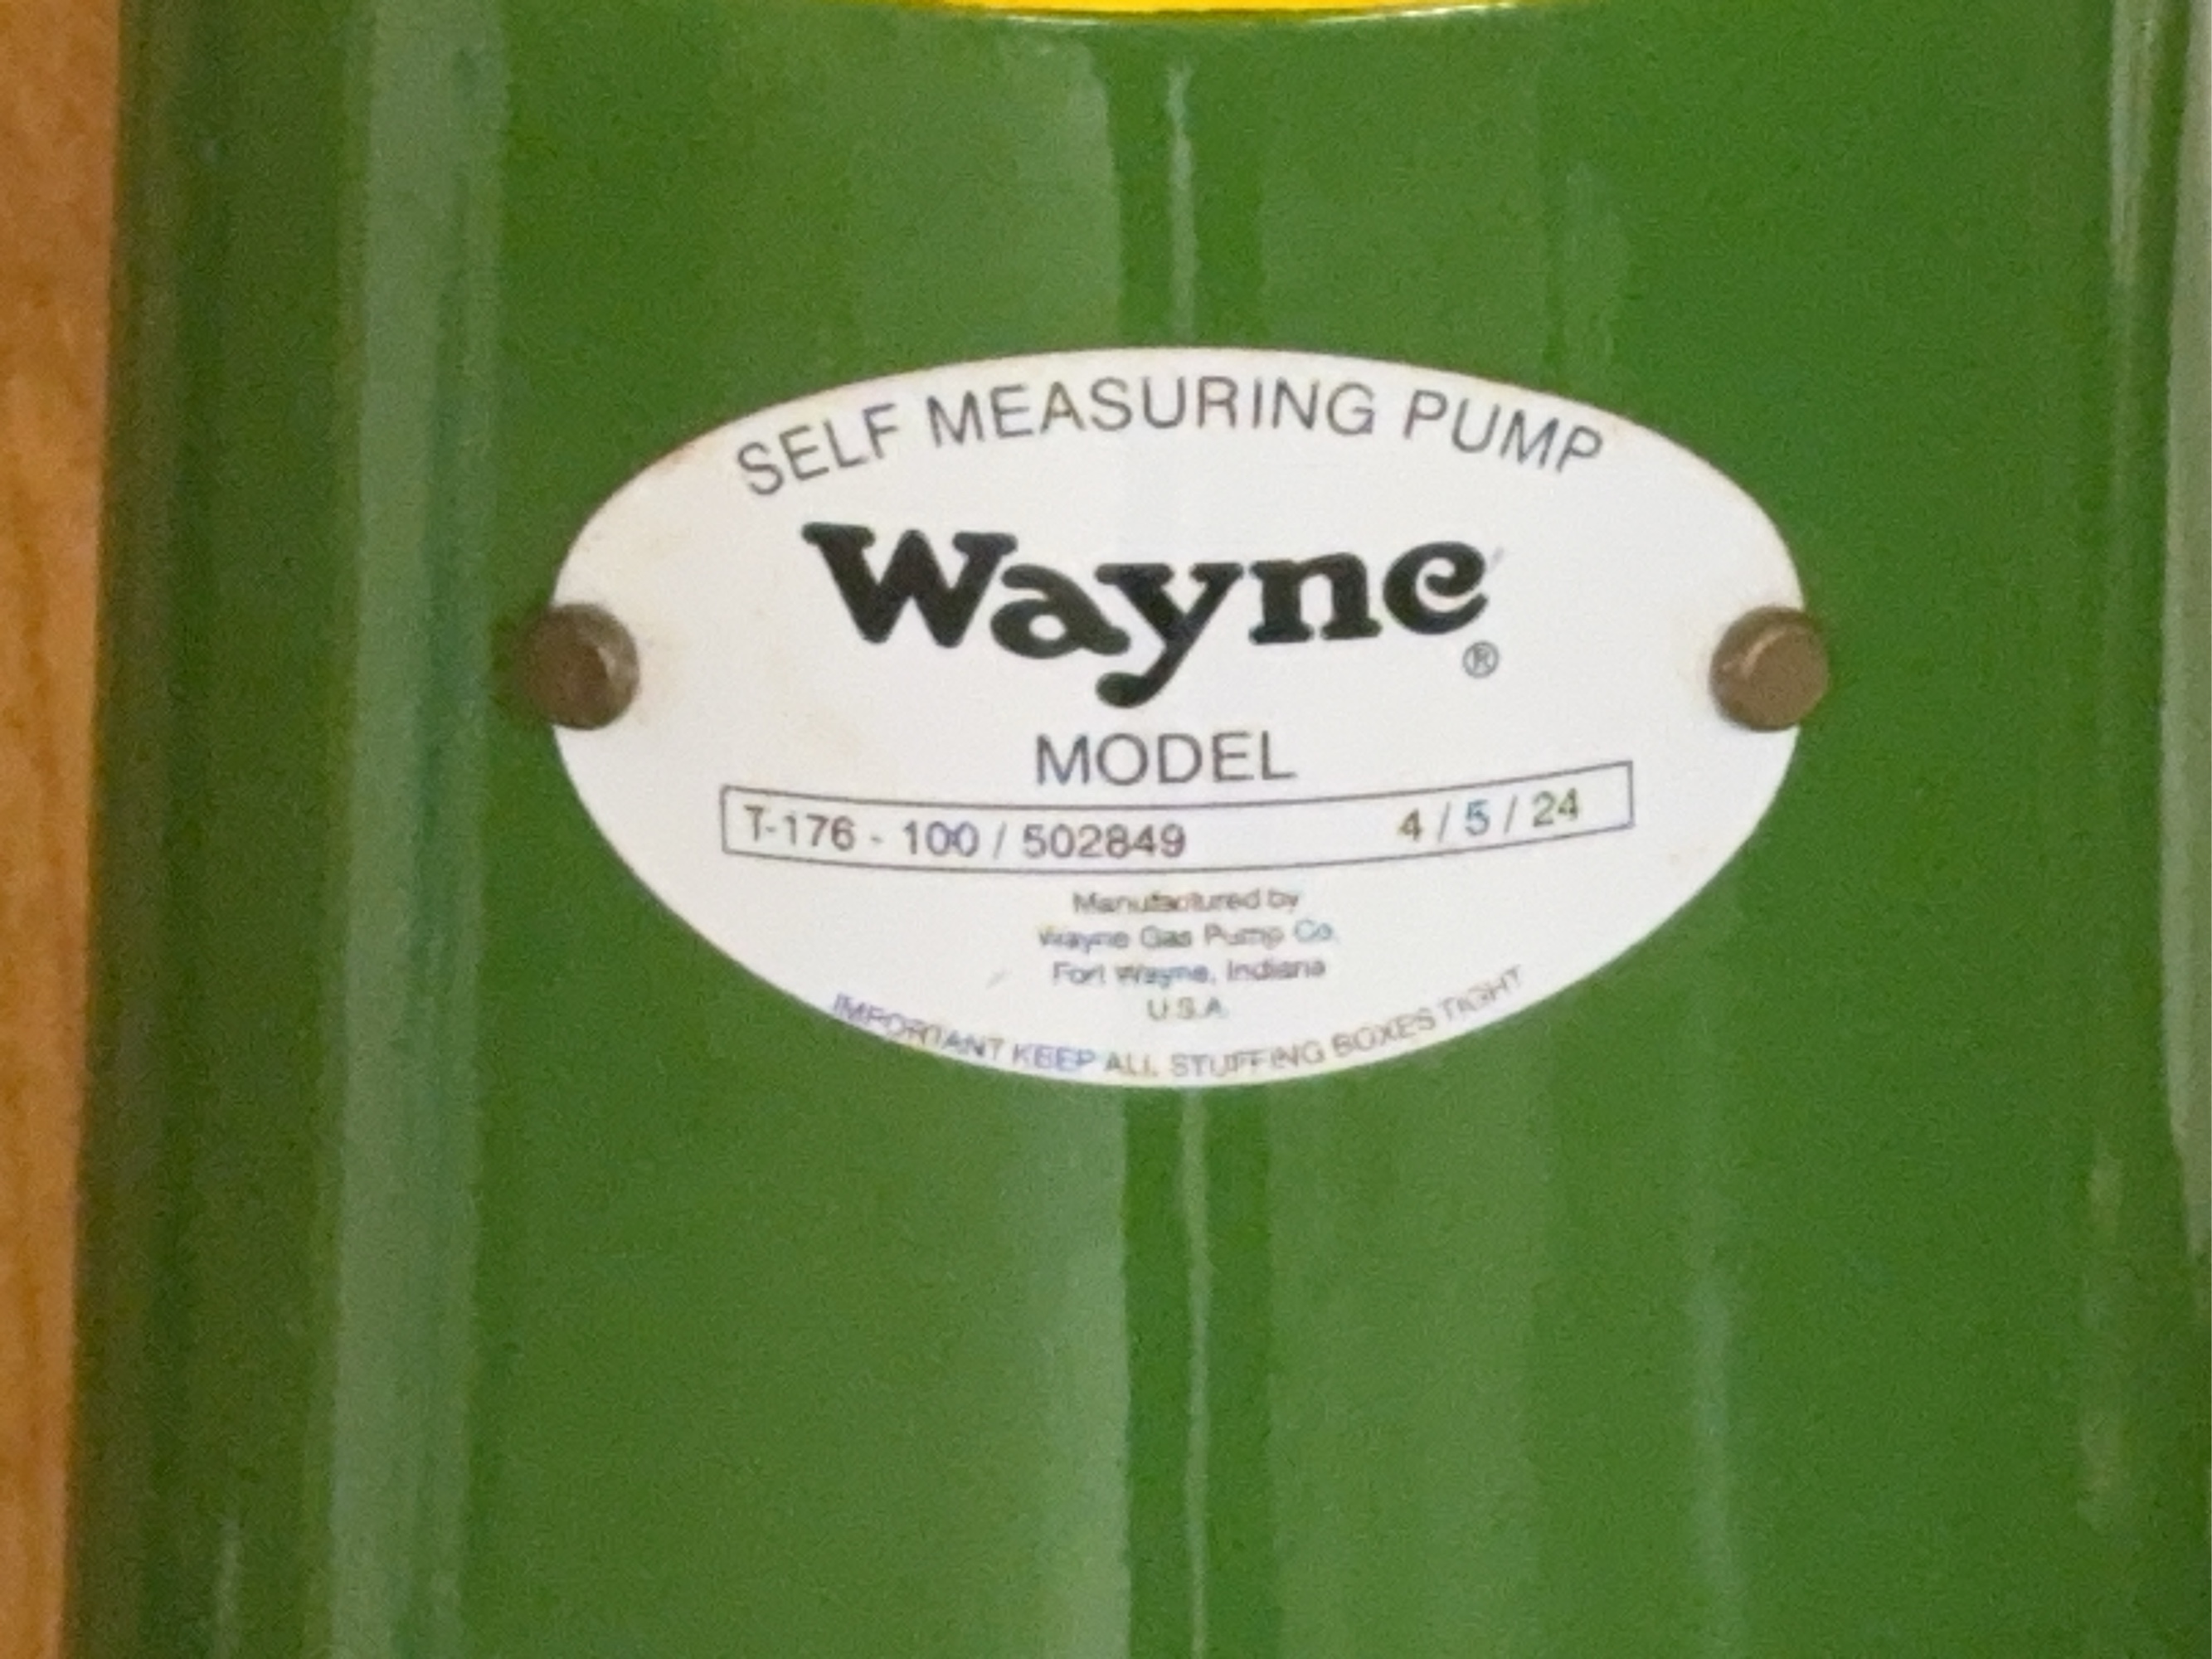 SELF MEASURING PUMP
Wayne
®
MODEL
T-176 - 100 / 502849 4 / 5 / 24
Manufactured by
Wayne Gas Pump Co.
Fort Wayne, Indiana
U.S.A.
IMPORTANT KEEP ALL STUFFING BOXES TIGHT